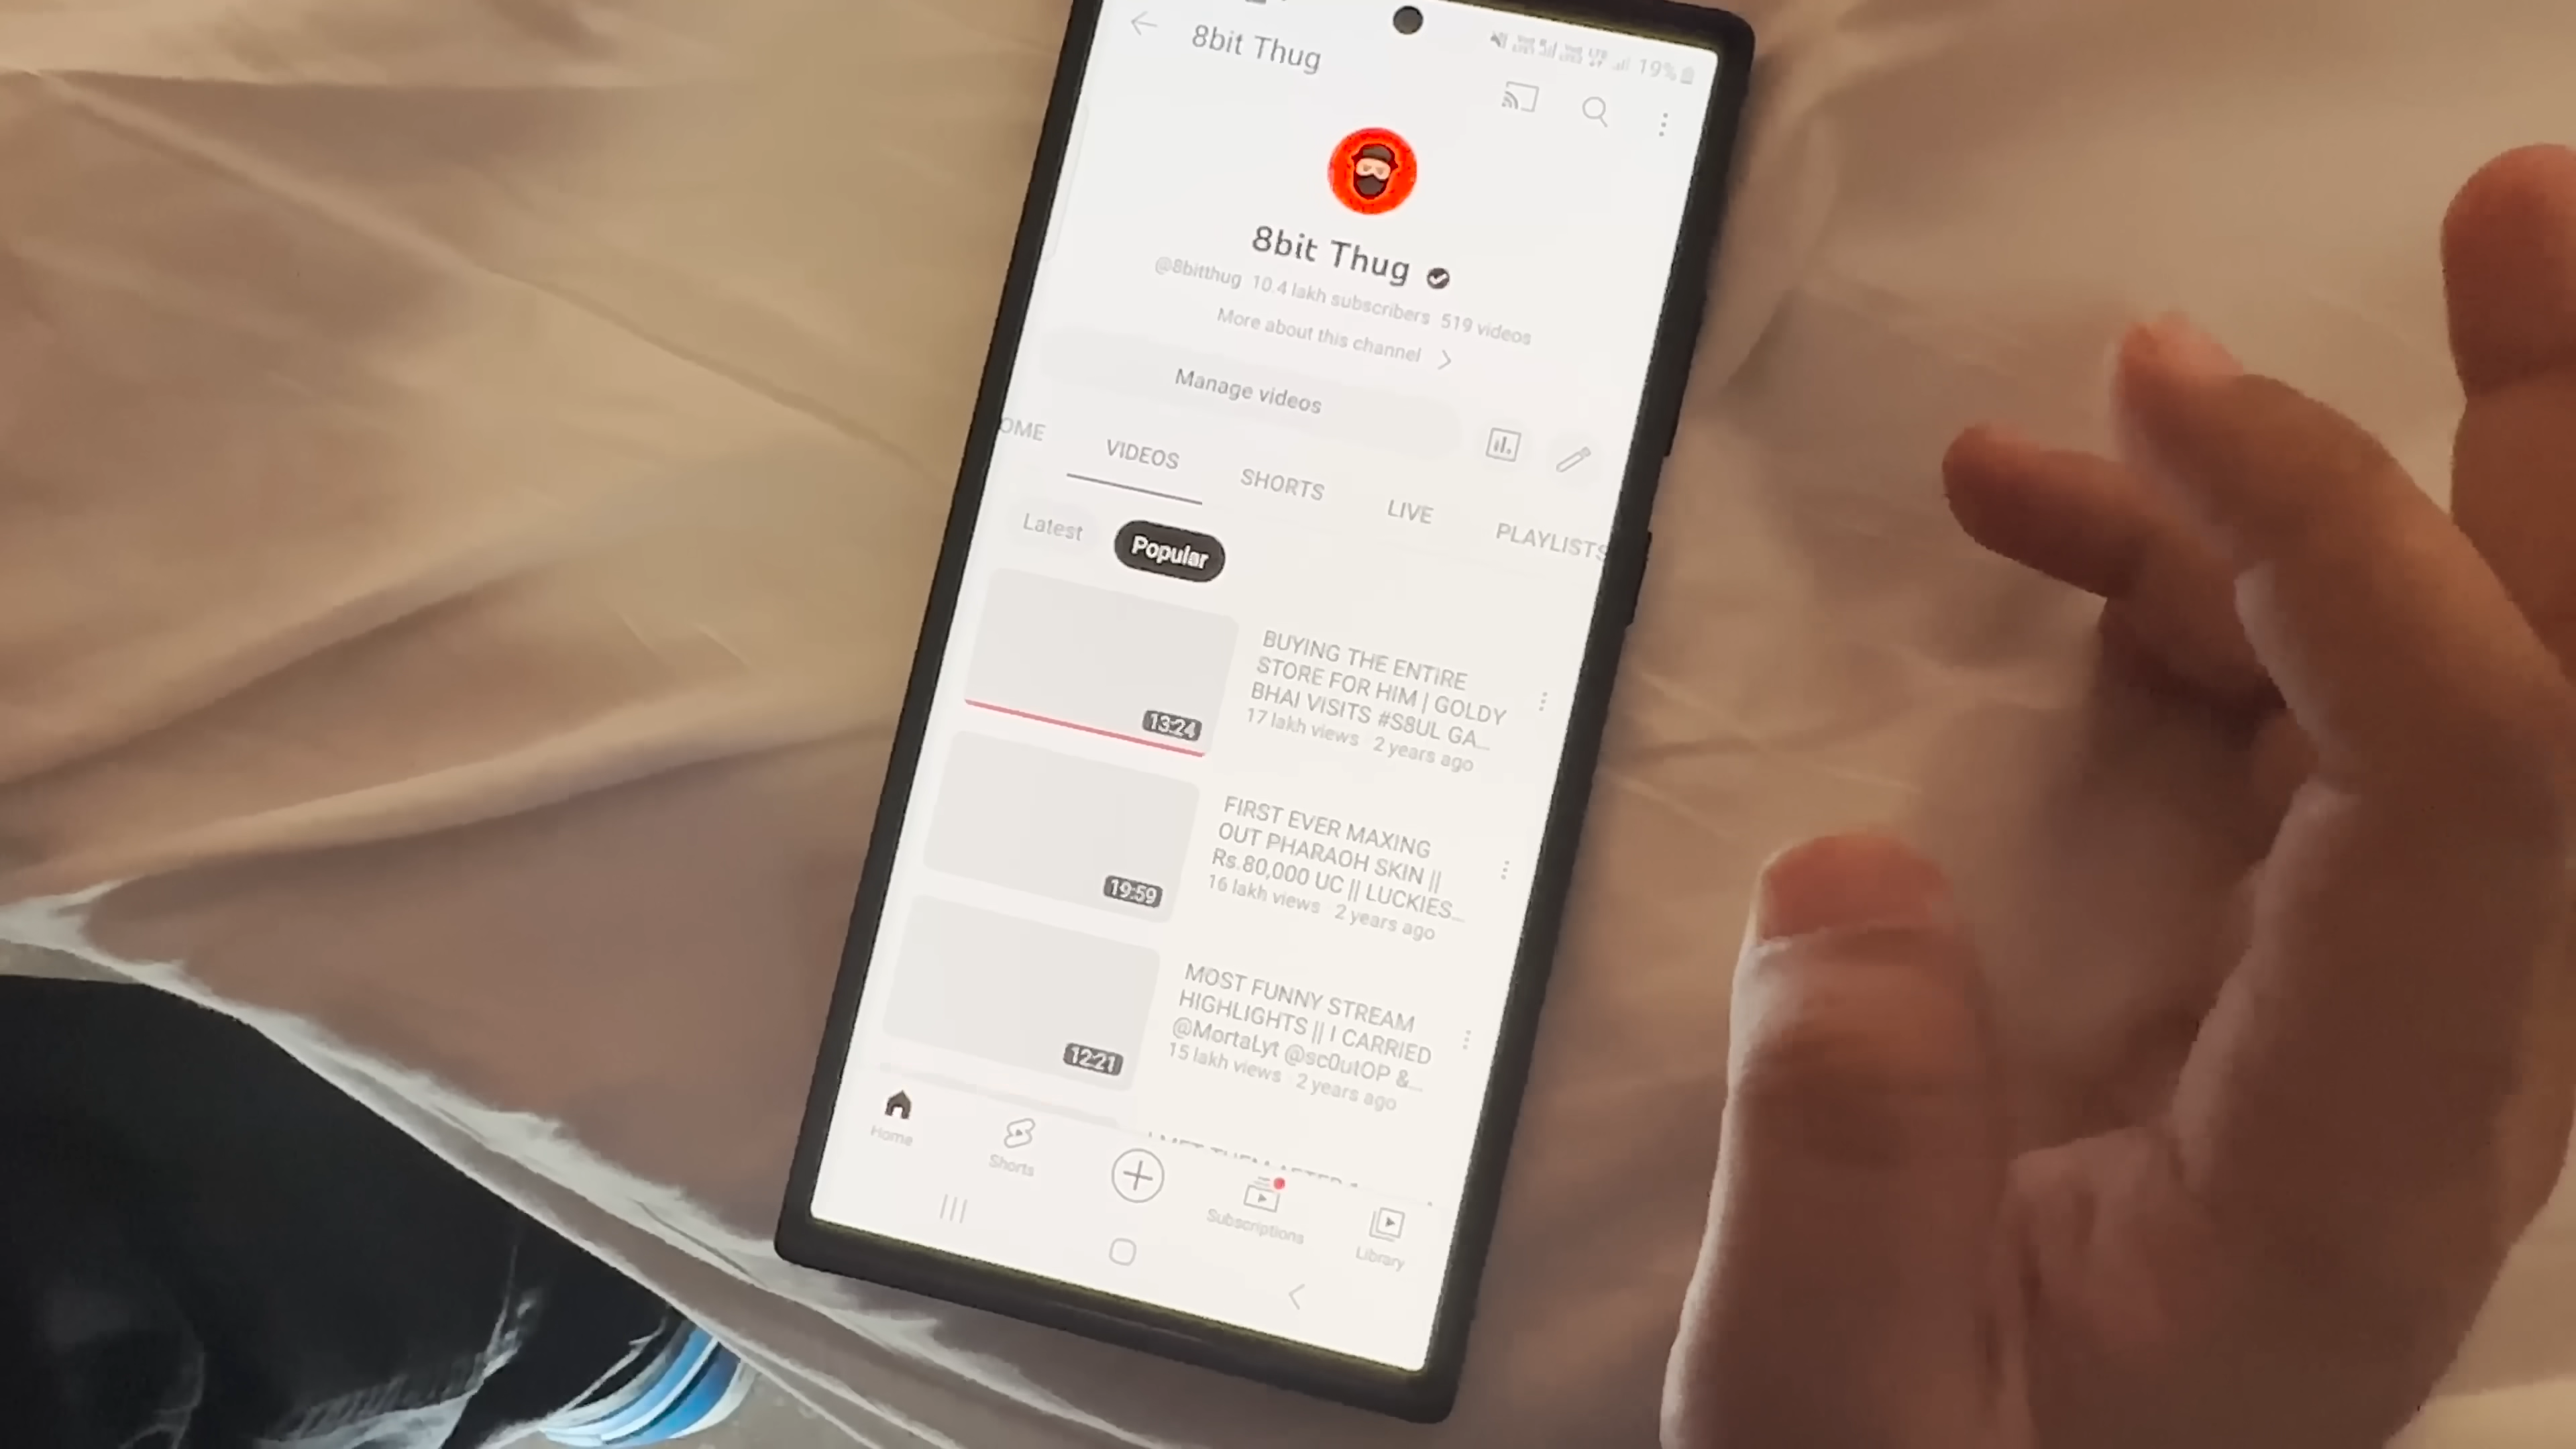 8bit Thug
19%
8bit Thug
@8bitthug 10.4 lakh subscribers 519 videos
More about this channel
Manage videos
OME VIDEOS SHORTS LIVE PLAYLISTS
Latest Popular
13:24
BUYING THE ENTIRE
STORE FOR HIM | GOLDY
BHAI VISITS #S8UL GA...
17 lakh views 2 years ago
19:59
FIRST EVER MAXING
OUT PHARAOH SKIN ||
Rs.80,000 UC || LUCKIES...
16 lakh views 2 years ago
12:21
MOST FUNNY STREAM
HIGHLIGHTS || I CARRIED
@MortaLyt @sc0utOP &...
15 lakh views 2 years ago
Home Shorts Subscriptions Library